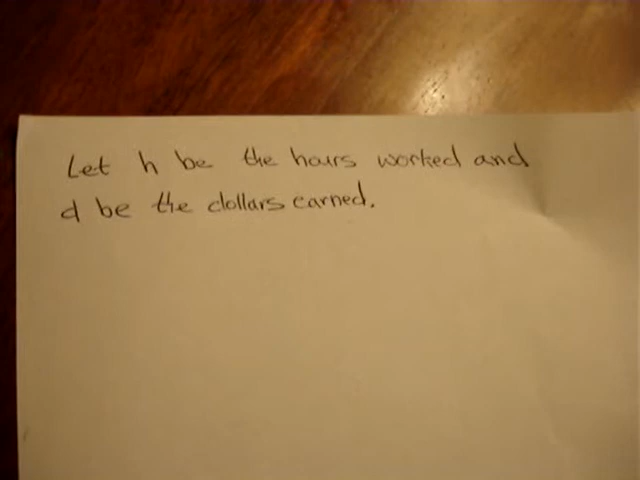 Let h be the hours worked and
d be the dollars earned.